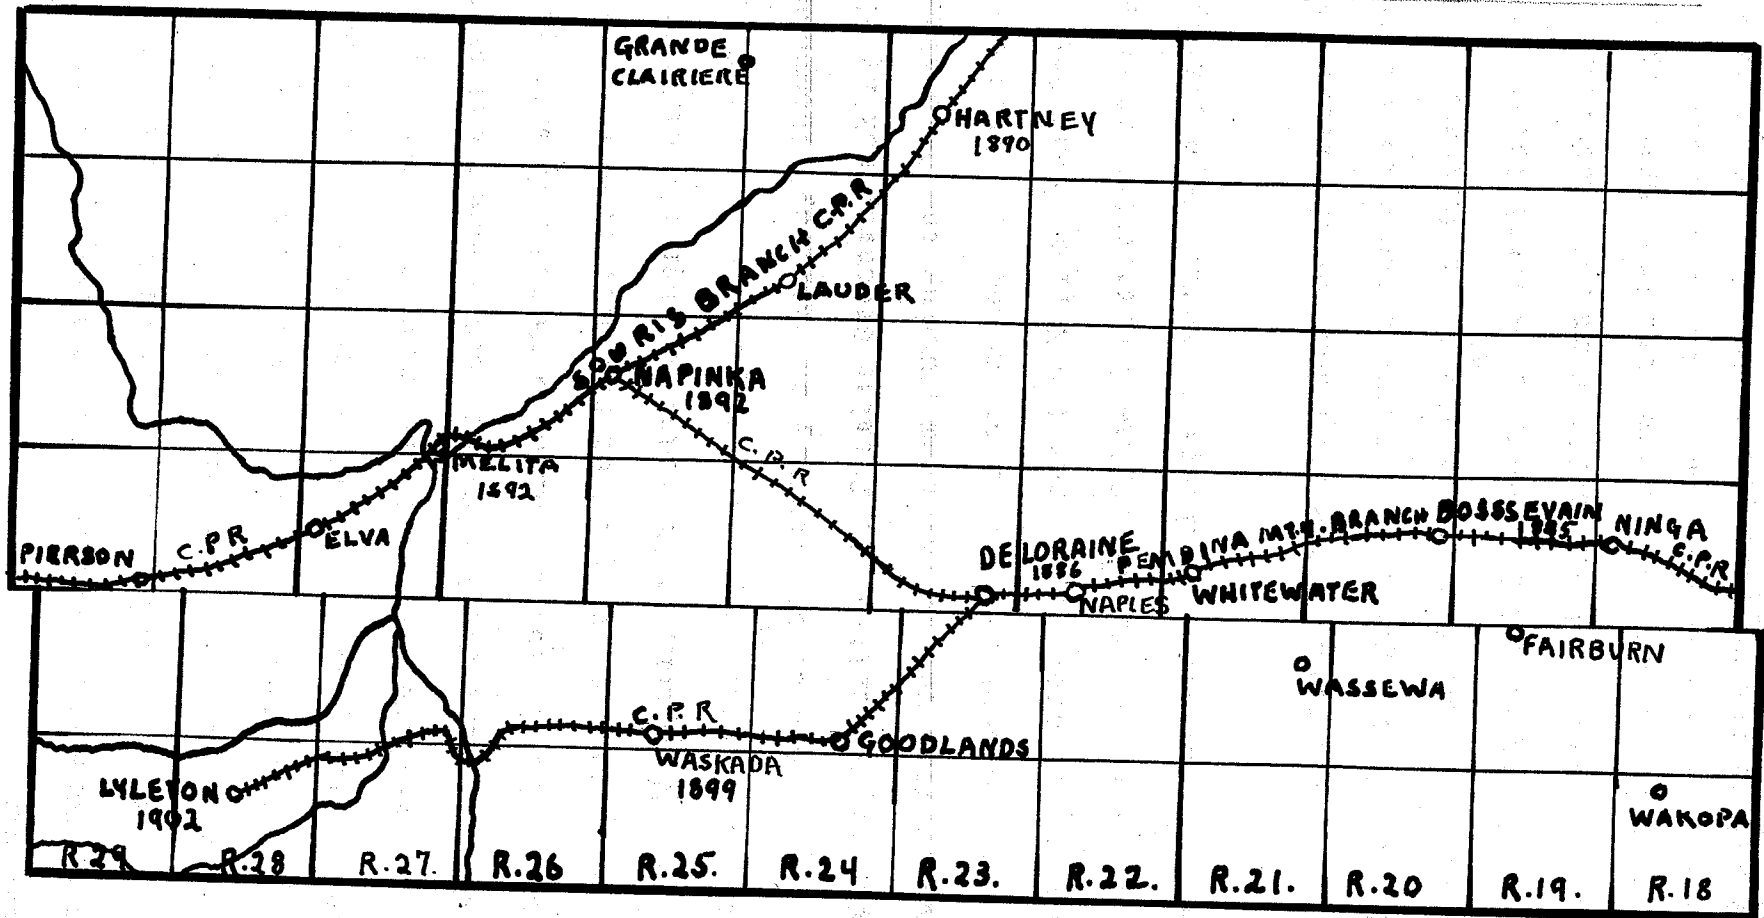 GRANDE
CLAIRIERE
HARTNEY
1890
SOURIS BRANCH C.P.R
LAUDER
NAPINKA
1892
C.P.R
MELITA
1892
PIERSON
C.P R
ELVA
DELORAINE
1886
PEMBINA MTN. BRANCH
BOSSSEVAIN
1885
NINGA
C.P.R
NAPLES
WHITEWATER
FAIRBURN
WASSEWA
C.P.R
GOODLANDS
WASKADA
1899
LYLETON
1902
WAKOPA
R.29 R.28 R.27. R.26 R.25. R.24 R.23. R.22. R.21. R.20 R.19. R.18